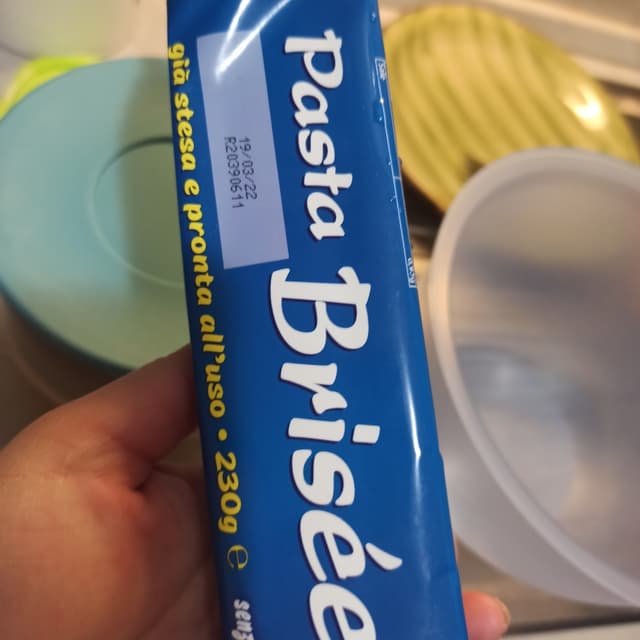 Pasta Brisée
19/03/22
R20390611
già stesa e pronta all'uso • 230g e